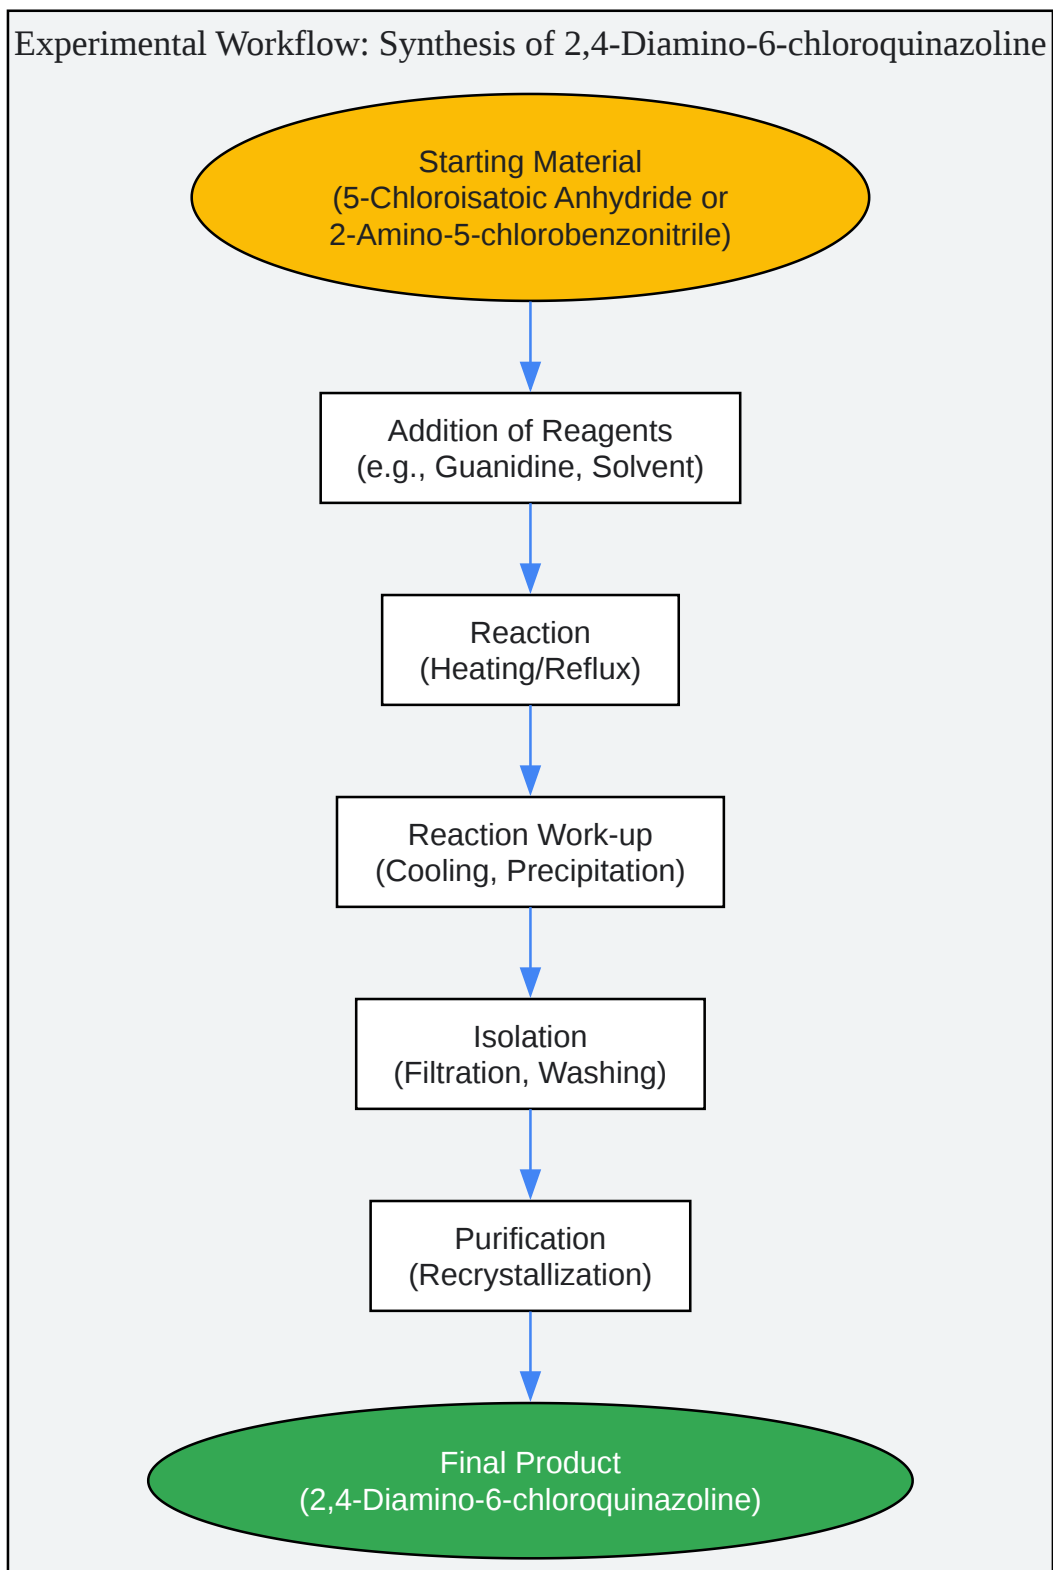 Experimental Workflow: Synthesis of 2,4-Diamino-6-chloroquinazoline
Starting Material
(5-Chloroisatoic Anhydride or
2-Amino-5-chlorobenzonitrile)
Addition of Reagents
(e.g., Guanidine, Solvent)
Reaction
(Heating/Reflux)
Reaction Work-up
(Cooling, Precipitation)
Isolation
(Filtration, Washing)
Purification
(Recrystallization)
Final Product
(2,4-Diamino-6-chloroquinazoline)